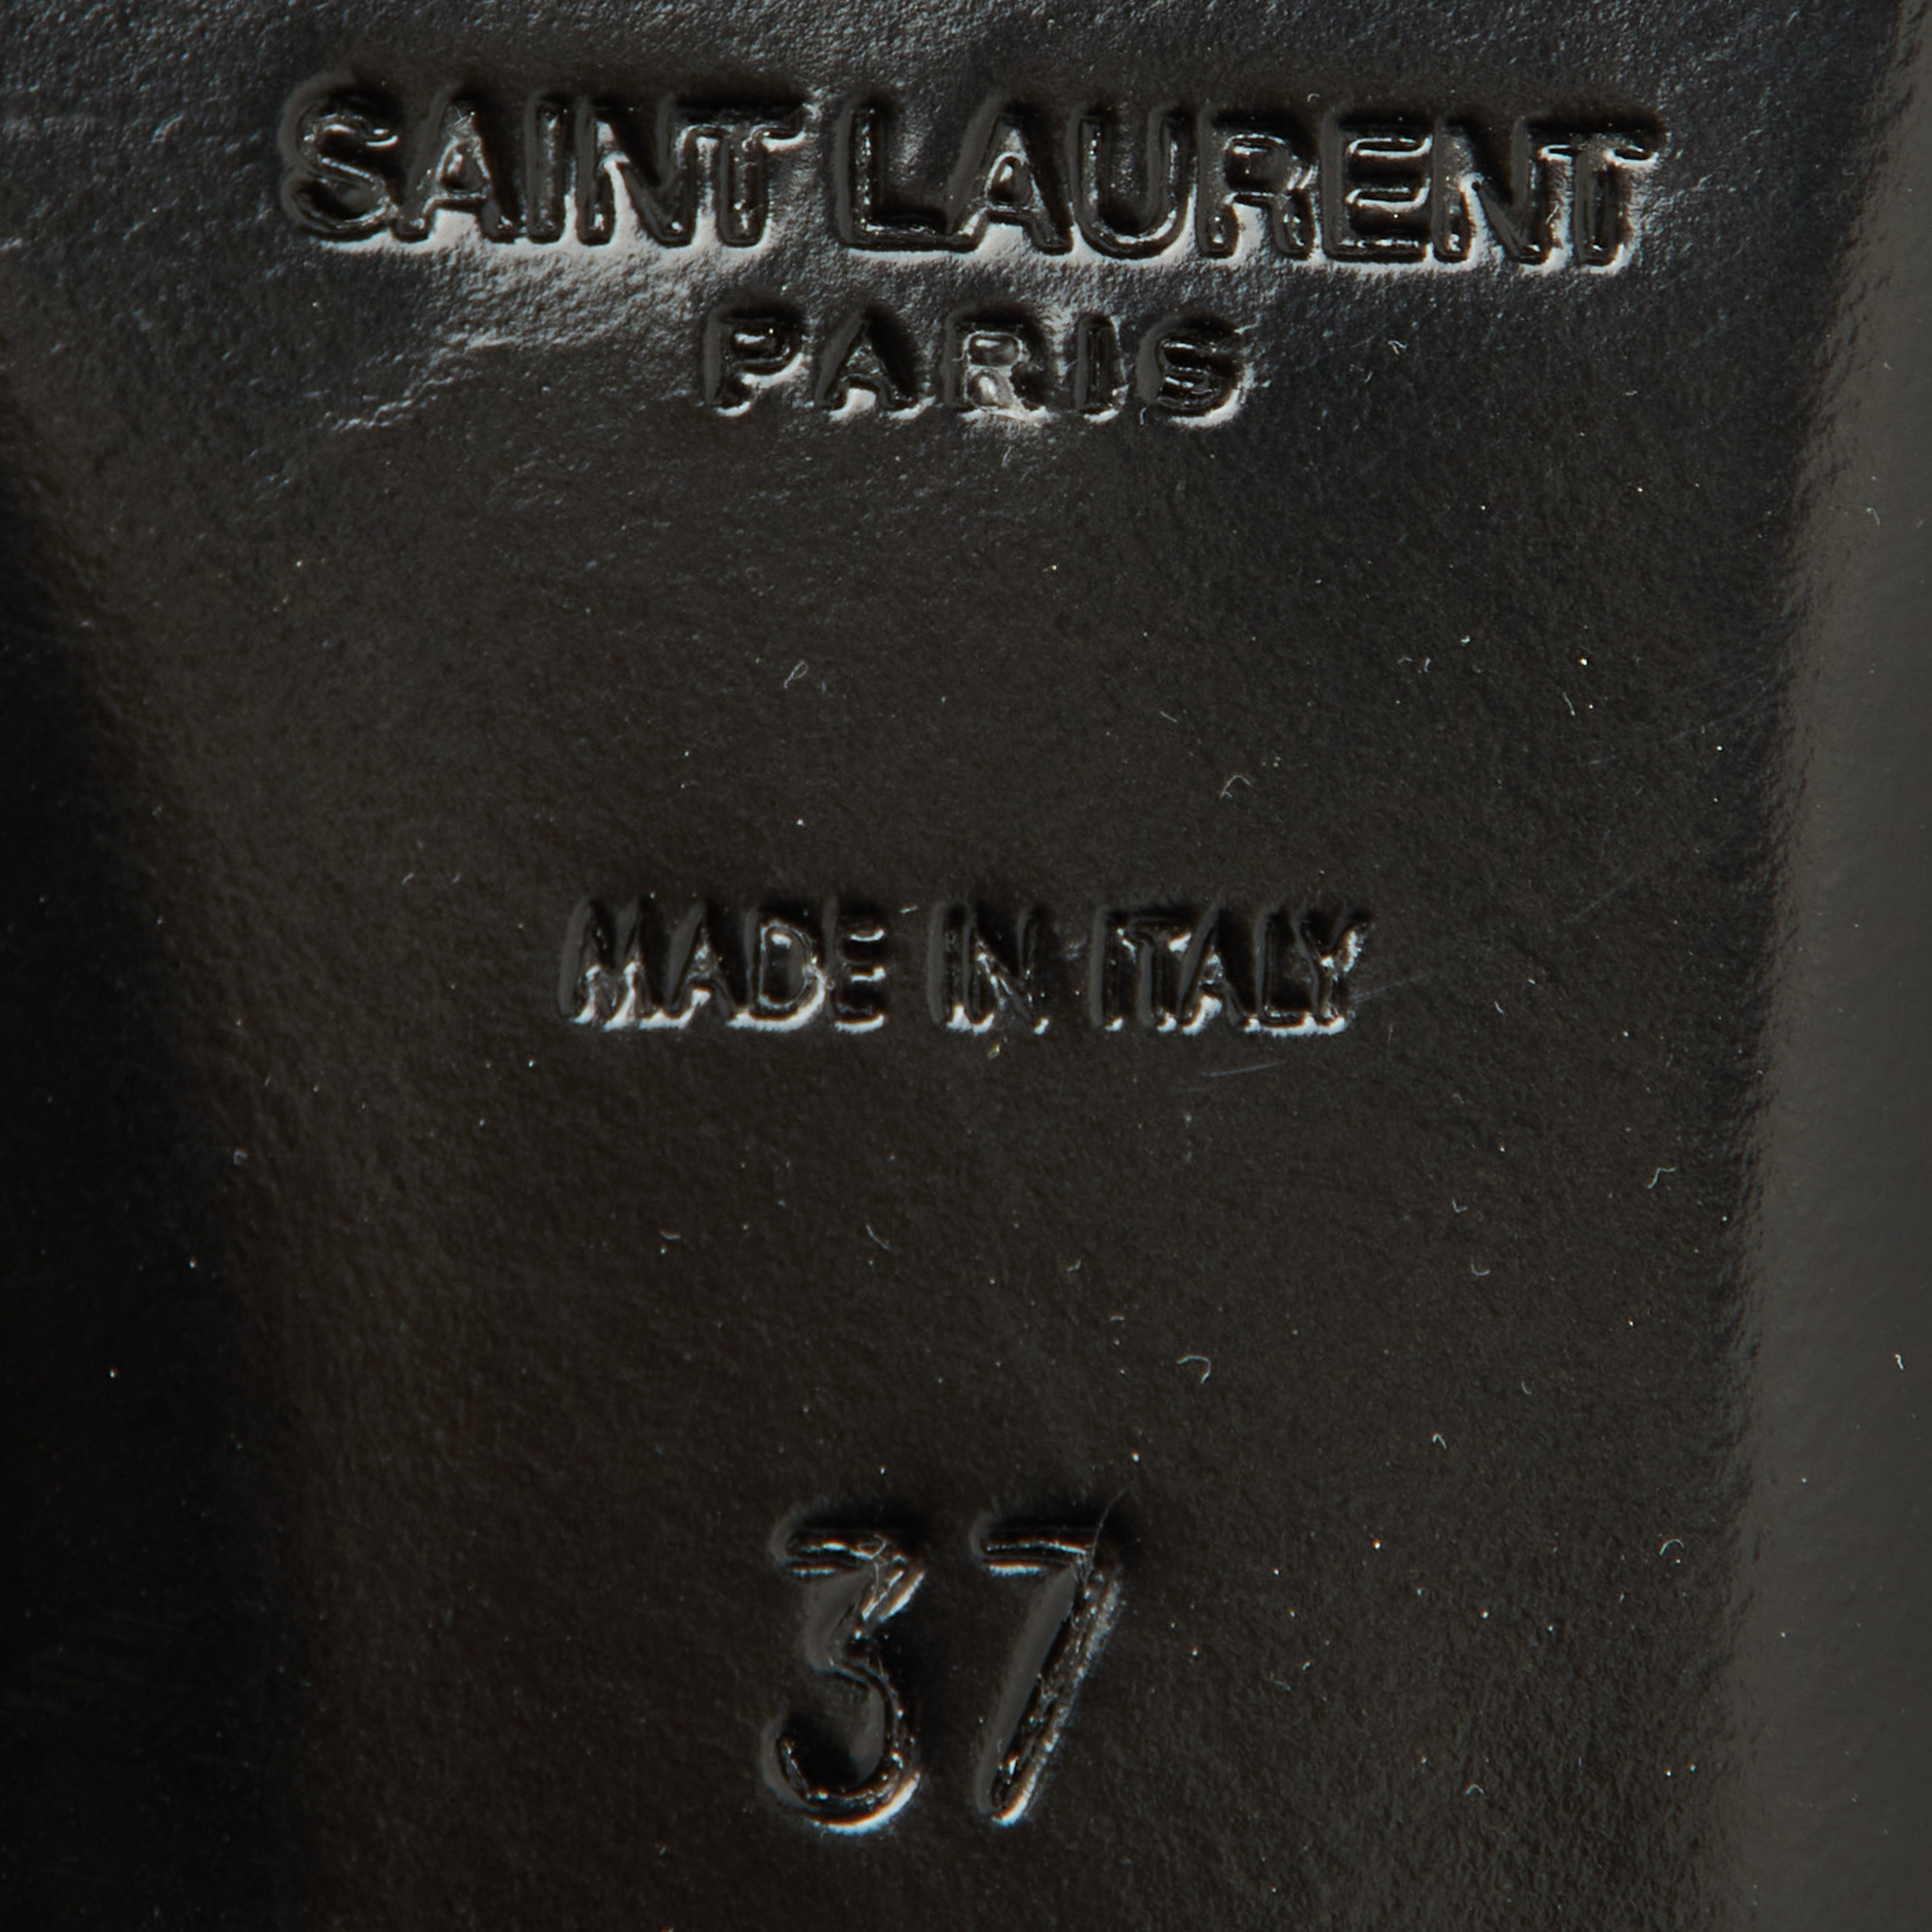 SAINT LAURENT
PARIS
MADE IN ITALY
37